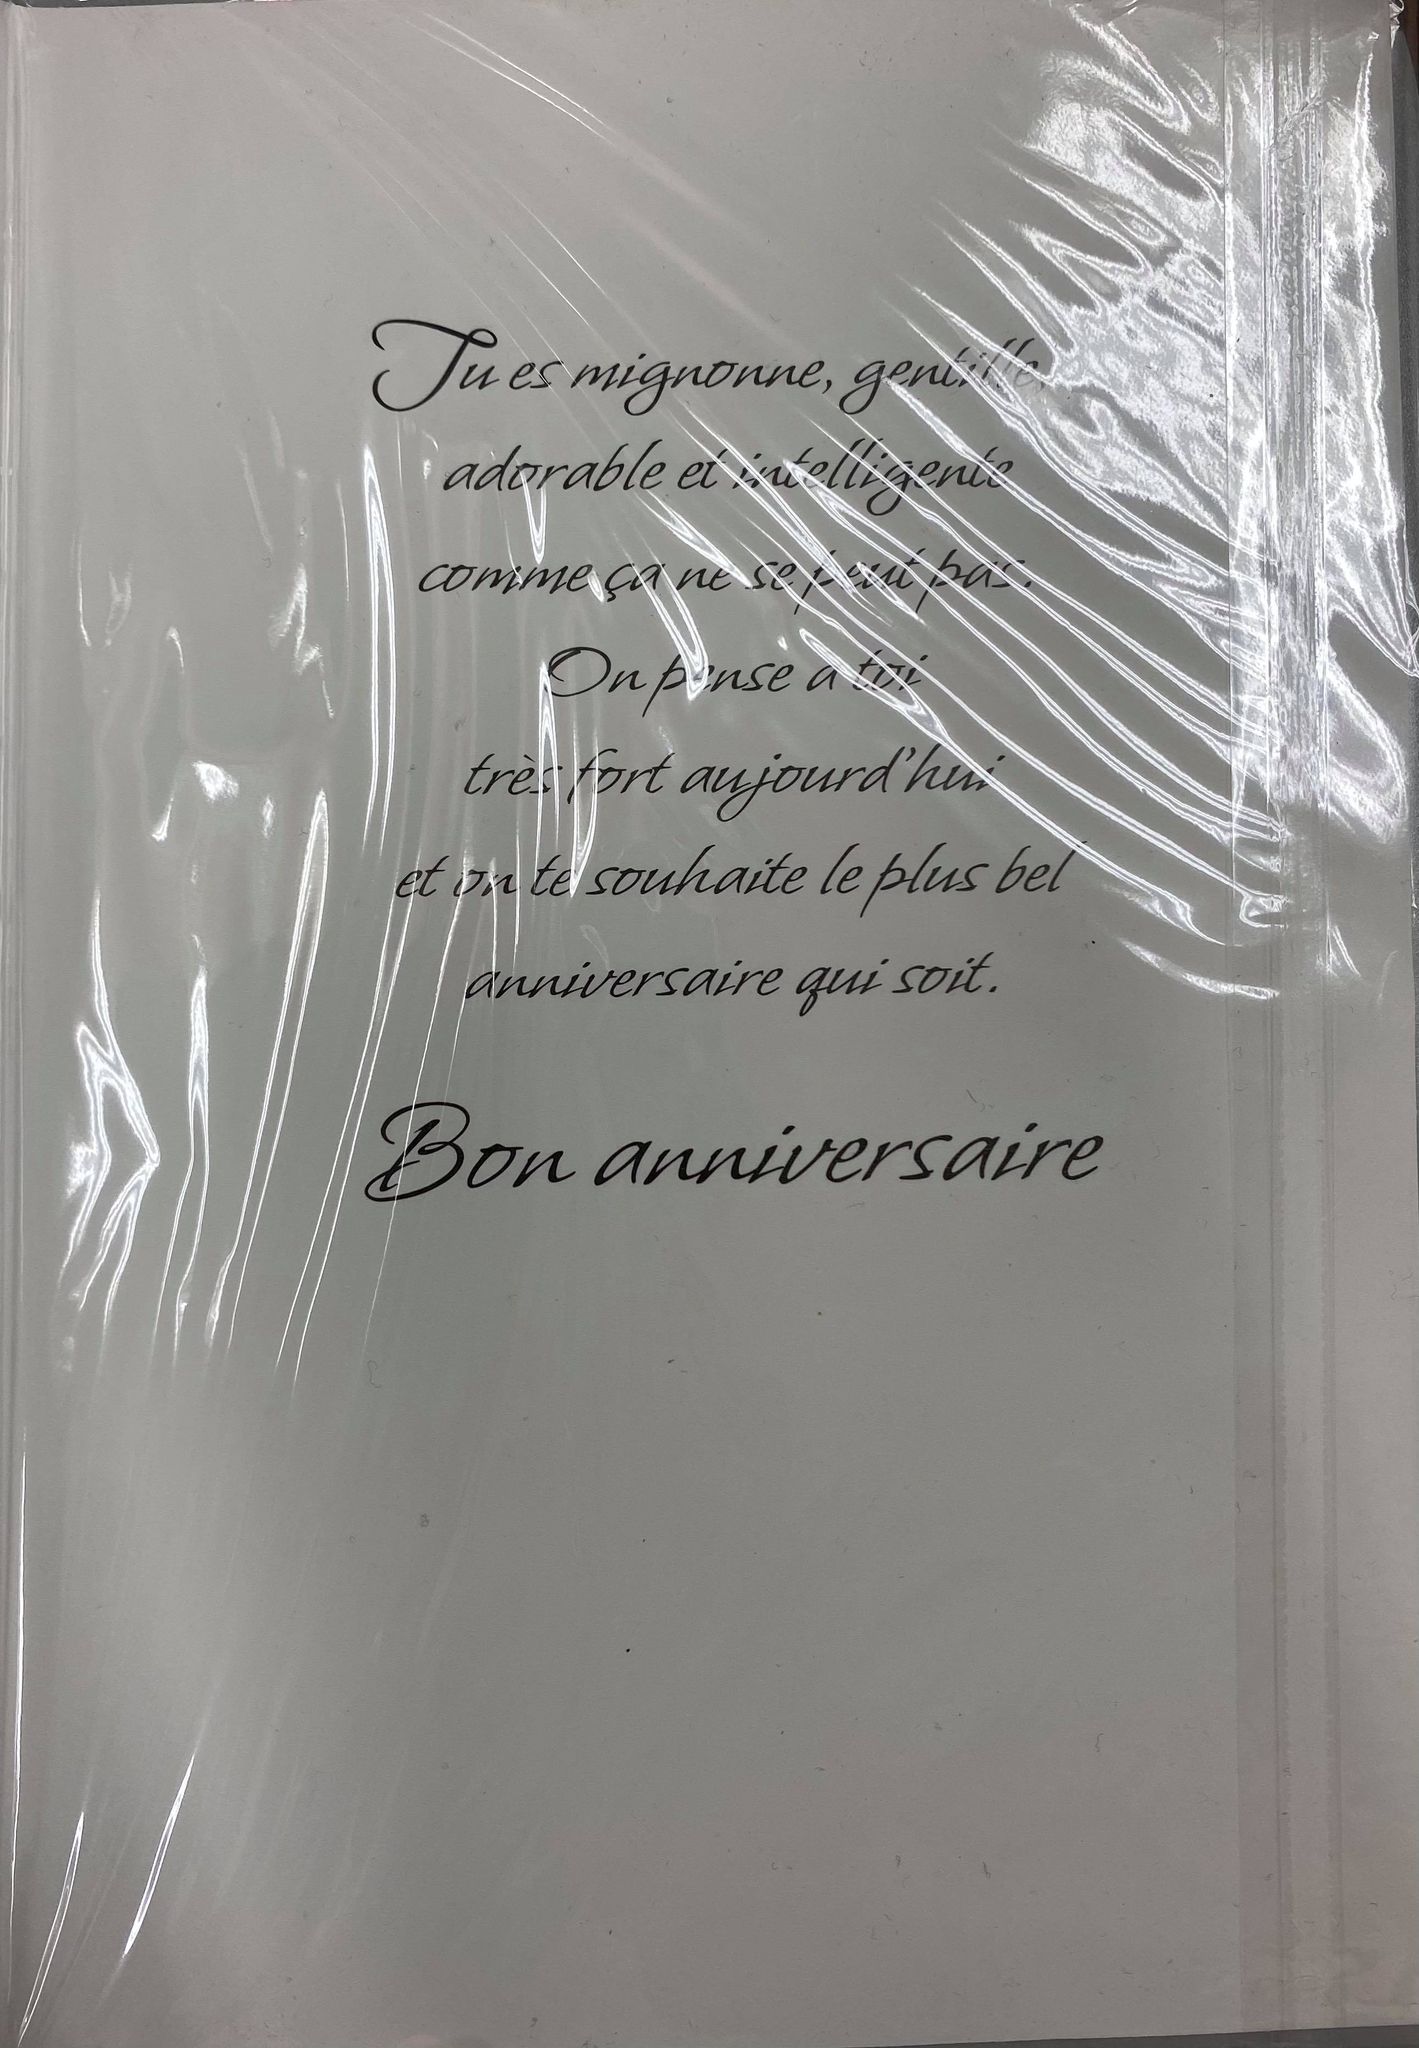 Tu es mignonne, gentille,
adorable et intelligente
comme ça ne se peut pas.
On pense à toi
très fort aujourd'hui
et on te souhaite le plus bel
anniversaire qui soit.
Bon anniversaire